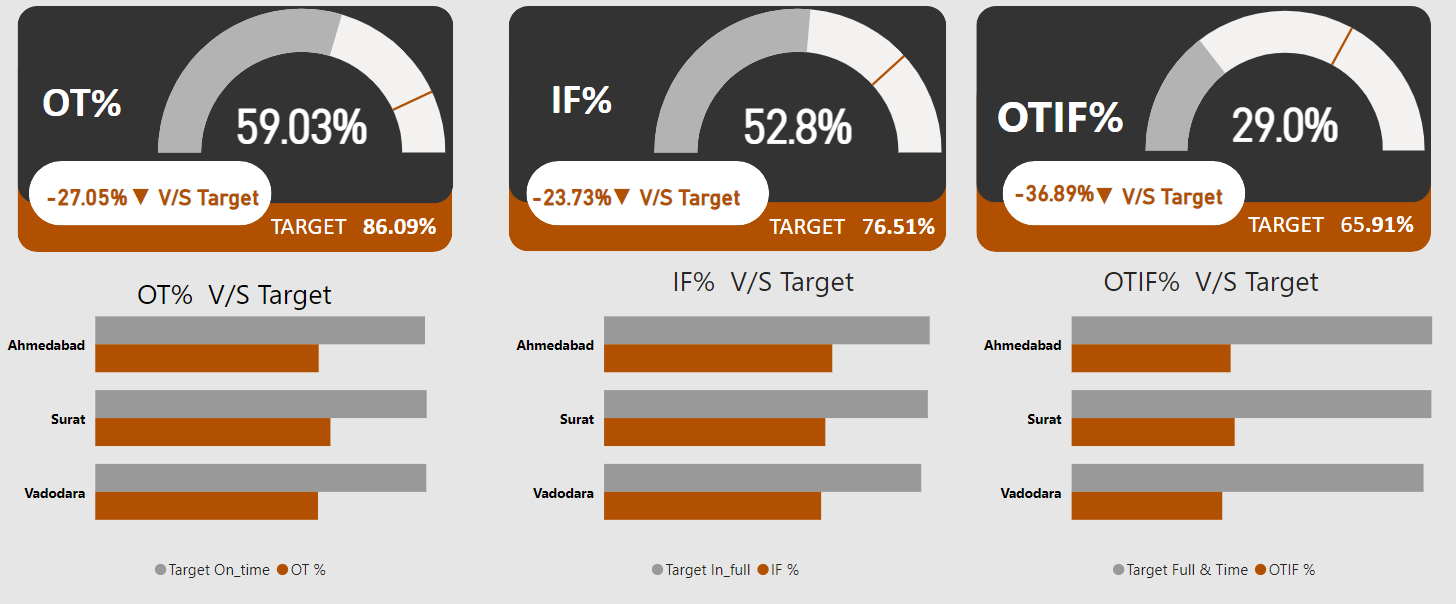 OT%
59.03%
-27.05%▼ V/S Target
TARGET 86.09%
IF%
52.8%
-23.73%▼ V/S Target
TARGET 76.51%
OTIF%
29.0%
-36.89%▼ V/S Target
TARGET 65.91%
OT% V/S Target
Ahmedabad
Surat
Vadodara
Target On_time OT %
IF% V/S Target
Ahmedabad
Surat
Vadodara
Target In_full IF %
OTIF% V/S Target
Ahmedabad
Surat
Vadodara
Target Full & Time OTIF %